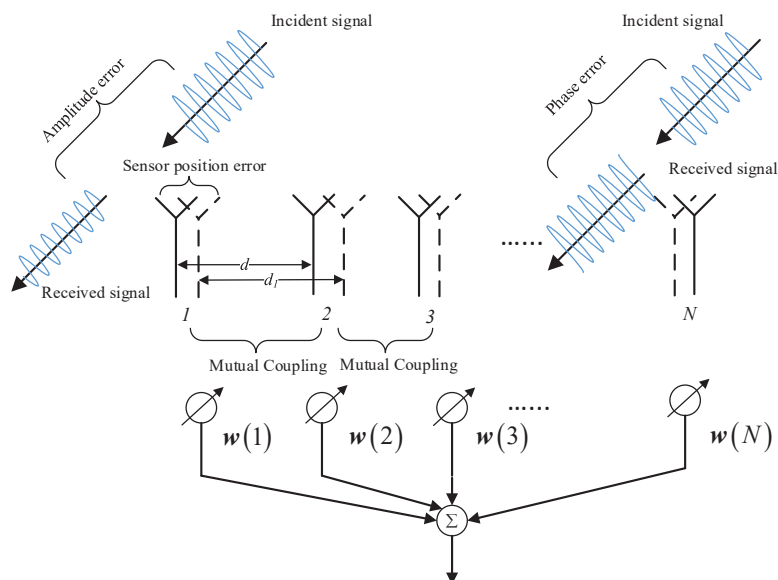 Incident signal
Incident signal
Amplitude error
Phase error
Sensor position error
Received signal
......
d
d1
Received signal
1
2
3
N
Mutual Coupling
Mutual Coupling
......
w(1)
w(2)
w(3)
w(N)
Σ